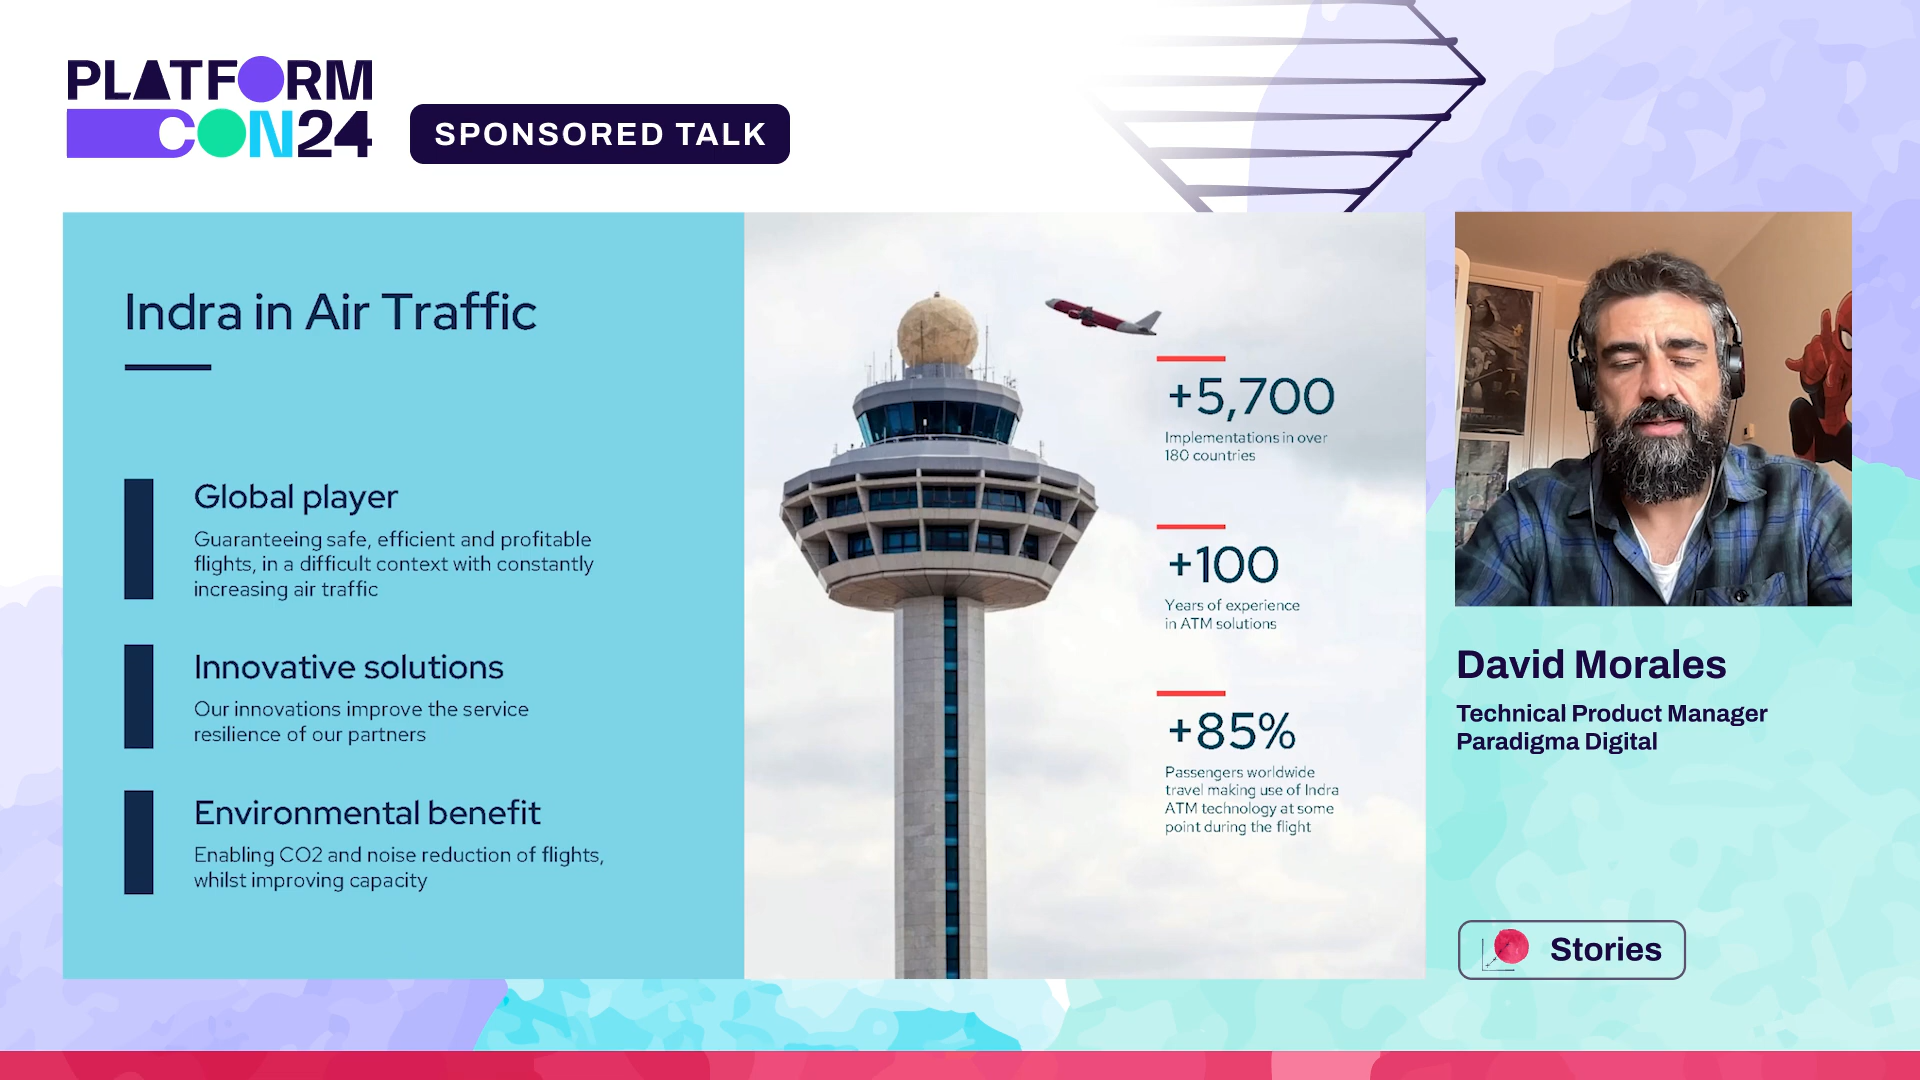 PLATFORM
CON24
SPONSORED TALK
Indra in Air Traffic
Global player
Guaranteeing safe, efficient and profitable
flights, in a difficult context with constantly
increasing air traffic
Innovative solutions
Our innovations improve the service
resilience of our partners
Environmental benefit
Enabling CO2 and noise reduction of flights,
whilst improving capacity
+5,700
Implementations in over
180 countries
+100
Years of experience
in ATM solutions
+85%
Passengers worldwide
travel making use of Indra
ATM technology at some
point during the flight
David Morales
Technical Product Manager
Paradigma Digital
Stories